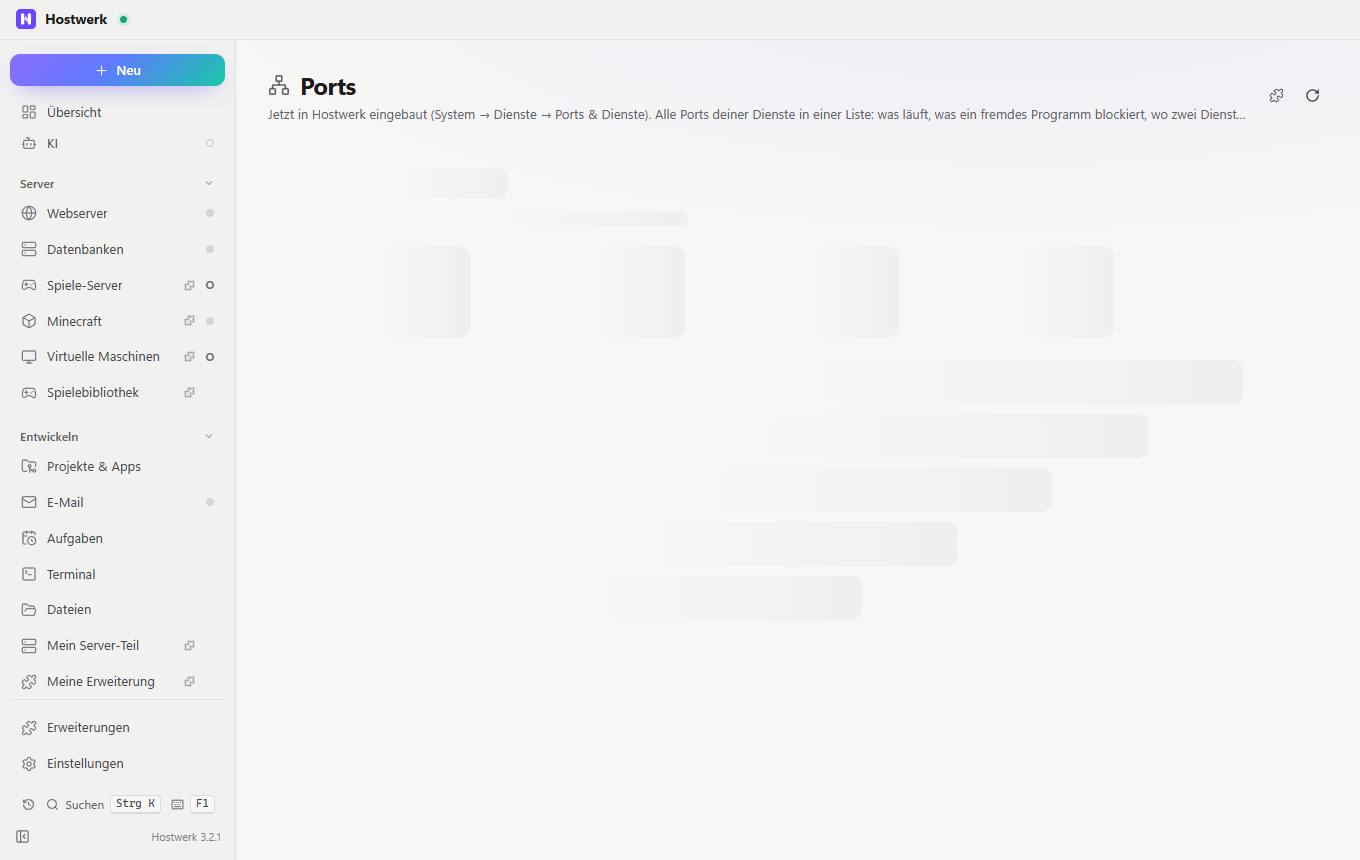 Hostwerk
Neu
Übersicht
KI
Server
Webserver
Datenbanken
Spiele-Server
Minecraft
Virtuelle Maschinen
Spielebibliothek
Entwickeln
Projekte & Apps
E-Mail
Aufgaben
Terminal
Dateien
Mein Server-Teil
Meine Erweiterung
Erweiterungen
Einstellungen
Suchen Strg K F1
Hostwerk 3.2.1
Ports
Jetzt in Hostwerk eingebaut (System → Dienste → Ports & Dienste). Alle Ports deiner Dienste in einer Liste: was läuft, was ein fremdes Programm blockiert, wo zwei Dienst...